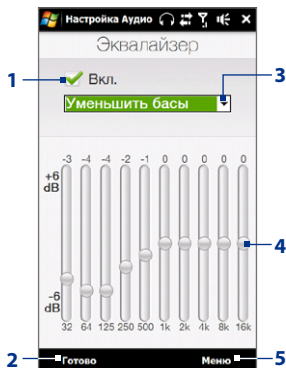 Настройка Аудио
Эквалайзер
1
Вкл.
3
Уменьшить басы
-3 -4 -4 -2 -1 0 0 0 0 0
+6
dB
4
-6
dB
32 64 125 250 500 1k 2k 4k 8k 16k
2
Готово
Меню
5